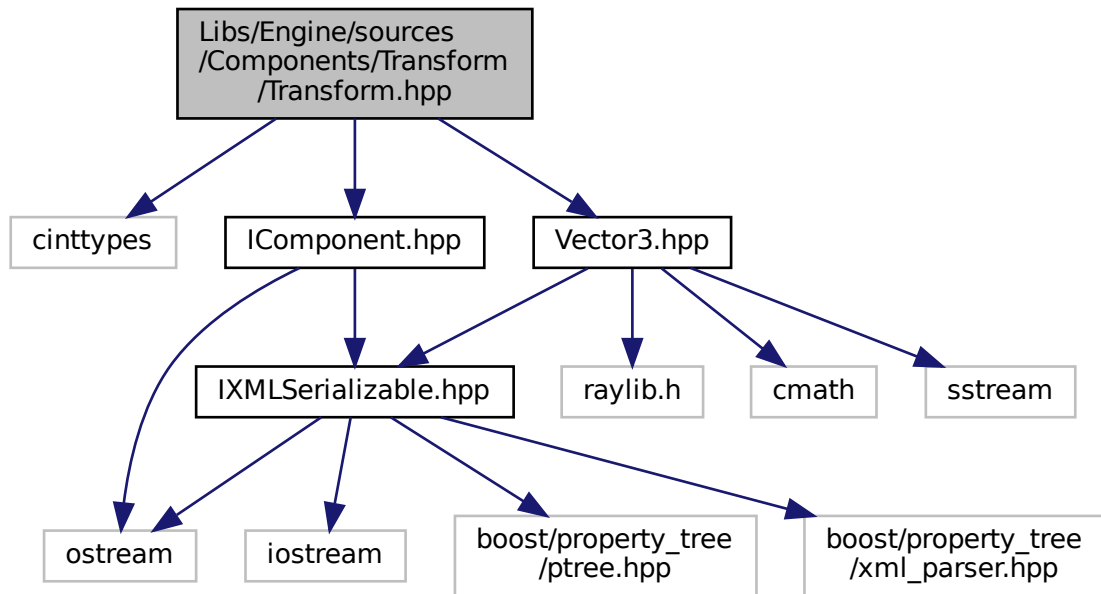 Libs/Engine/sources
/Components/Transform
/Transform.hpp
cinttypes
IComponent.hpp
Vector3.hpp
IXMLSerializable.hpp
raylib.h
cmath
sstream
ostream
iostream
boost/property_tree
/ptree.hpp
boost/property_tree
/xml_parser.hpp